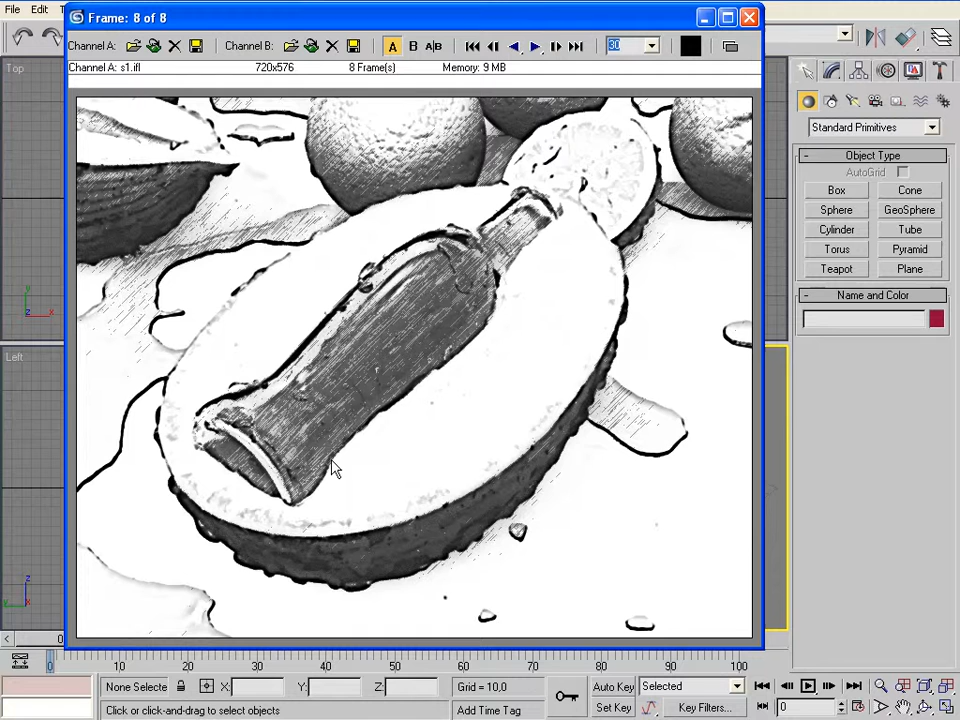 File Edit
Frame: 8 of 8
Channel A: Channel B: A B A|B 30
Channel A: s1.ifl 720x576 8 Frame(s) Memory: 9 MB
Top
Standard Primitives
- Object Type
AutoGrid
Box Cone
Sphere GeoSphere
Cylinder Tube
Torus Pyramid
Teapot Plane
- Name and Color
y
z x
Left
z
y x
0 10 20 30 40 50 60 70 80 90 100
None Selecte X: Y: Z: Grid = 10,0 Auto Key Selected
Click or click-and-drag to select objects Add Time Tag Set Key Key Filters... 0